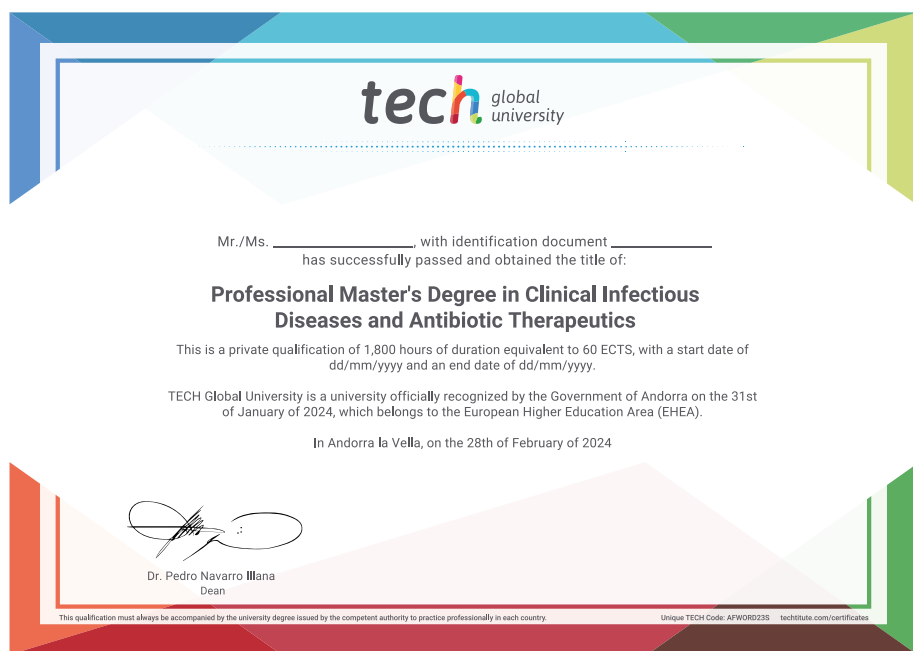 tech global university
Mr./Ms. ____________________, with identification document ______________
has successfully passed and obtained the title of:
Professional Master's Degree in Clinical Infectious
Diseases and Antibiotic Therapeutics
This is a private qualification of 1,800 hours of duration equivalent to 60 ECTS, with a start date of
dd/mm/yyyy and an end date of dd/mm/yyyy.
TECH Global University is a university officially recognized by the Government of Andorra on the 31st
of January of 2024, which belongs to the European Higher Education Area (EHEA).
In Andorra la Vella, on the 28th of February of 2024
Dr. Pedro Navarro Illana
Dean
This qualification must always be accompanied by the university degree issued by the competent authority to practice professionally in each country.
Unique TECH Code: AFWORD23S techtitute.com/certificates